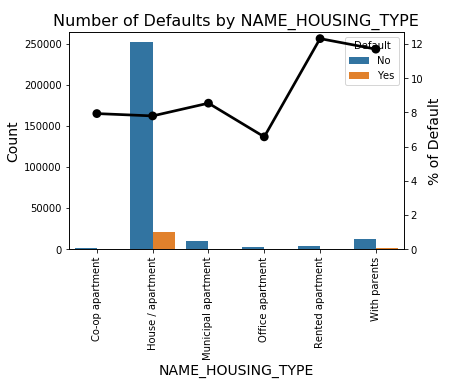 Number of Defaults by NAME_HOUSING_TYPE
Default
No
Yes
Count
250000
200000
150000
100000
50000
0
% of Default
12
10
8
6
4
2
0
Co-op apartment
House / apartment
Municipal apartment
Office apartment
Rented apartment
With parents
NAME_HOUSING_TYPE